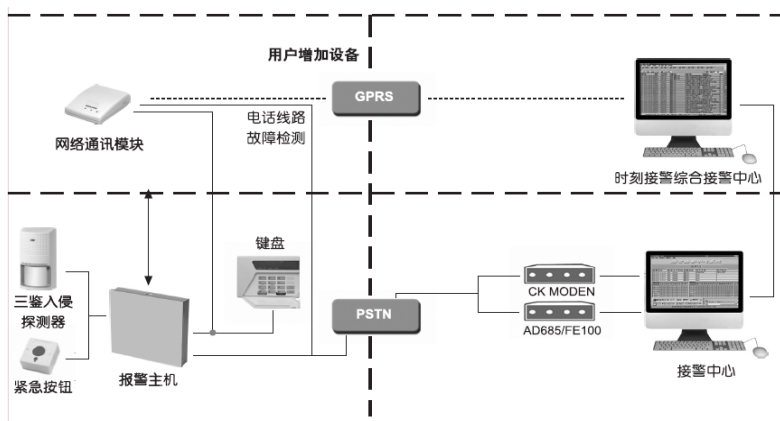 用户增加设备
GPRS
电话线路
故障检测
网络通讯模块
时刻接警综合接警中心
键盘
三鉴入侵
探测器
CK MODEN
PSTN
AD685/FE100
紧急按钮
报警主机
接警中心